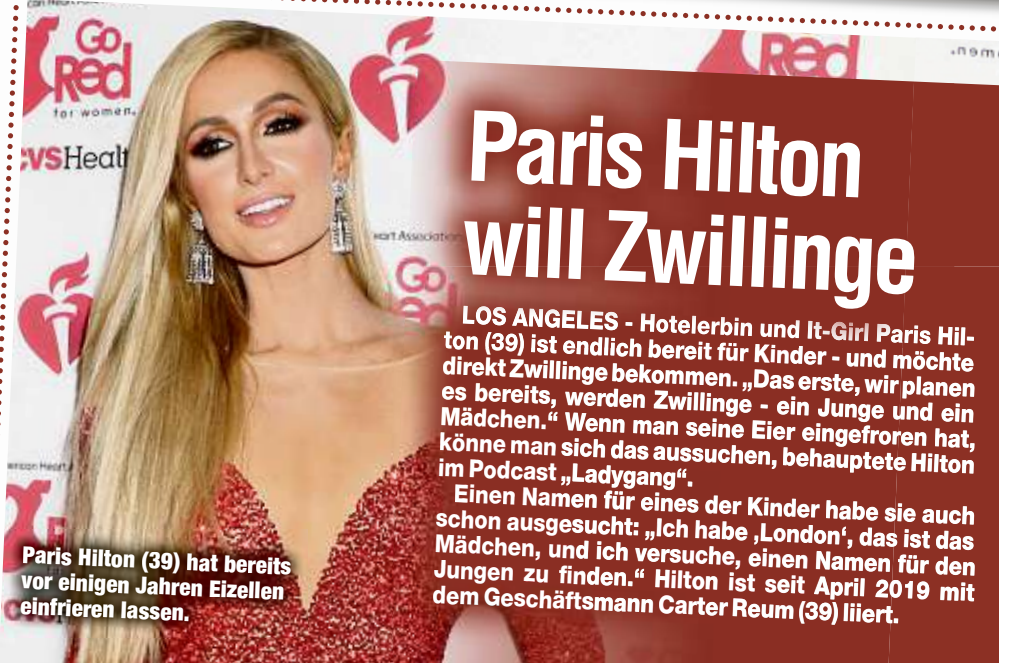 Go
Red
for women.
CVSHealt
eart Association
Go
Red
Red
Paris Hilton
will Zwillinge
LOS ANGELES - Hotelerbin und It-Girl Paris Hil-
ton (39) ist endlich bereit für Kinder - und möchte
direkt Zwillinge bekommen. „Das erste, wir planen
es bereits, werden Zwillinge - ein Junge und ein
Mädchen.“ Wenn man seine Eier eingefroren hat,
könne man sich das aussuchen, behauptete Hilton
im Podcast „Ladygang“.
Einen Namen für eines der Kinder habe sie auch
schon ausgesucht: „Ich habe ‚London‘, das ist das
Mädchen, und ich versuche, einen Namen für den
Jungen zu finden.“ Hilton ist seit April 2019 mit
dem Geschäftsmann Carter Reum (39) liiert.
Paris Hilton (39) hat bereits
vor einigen Jahren Eizellen
einfrieren lassen.